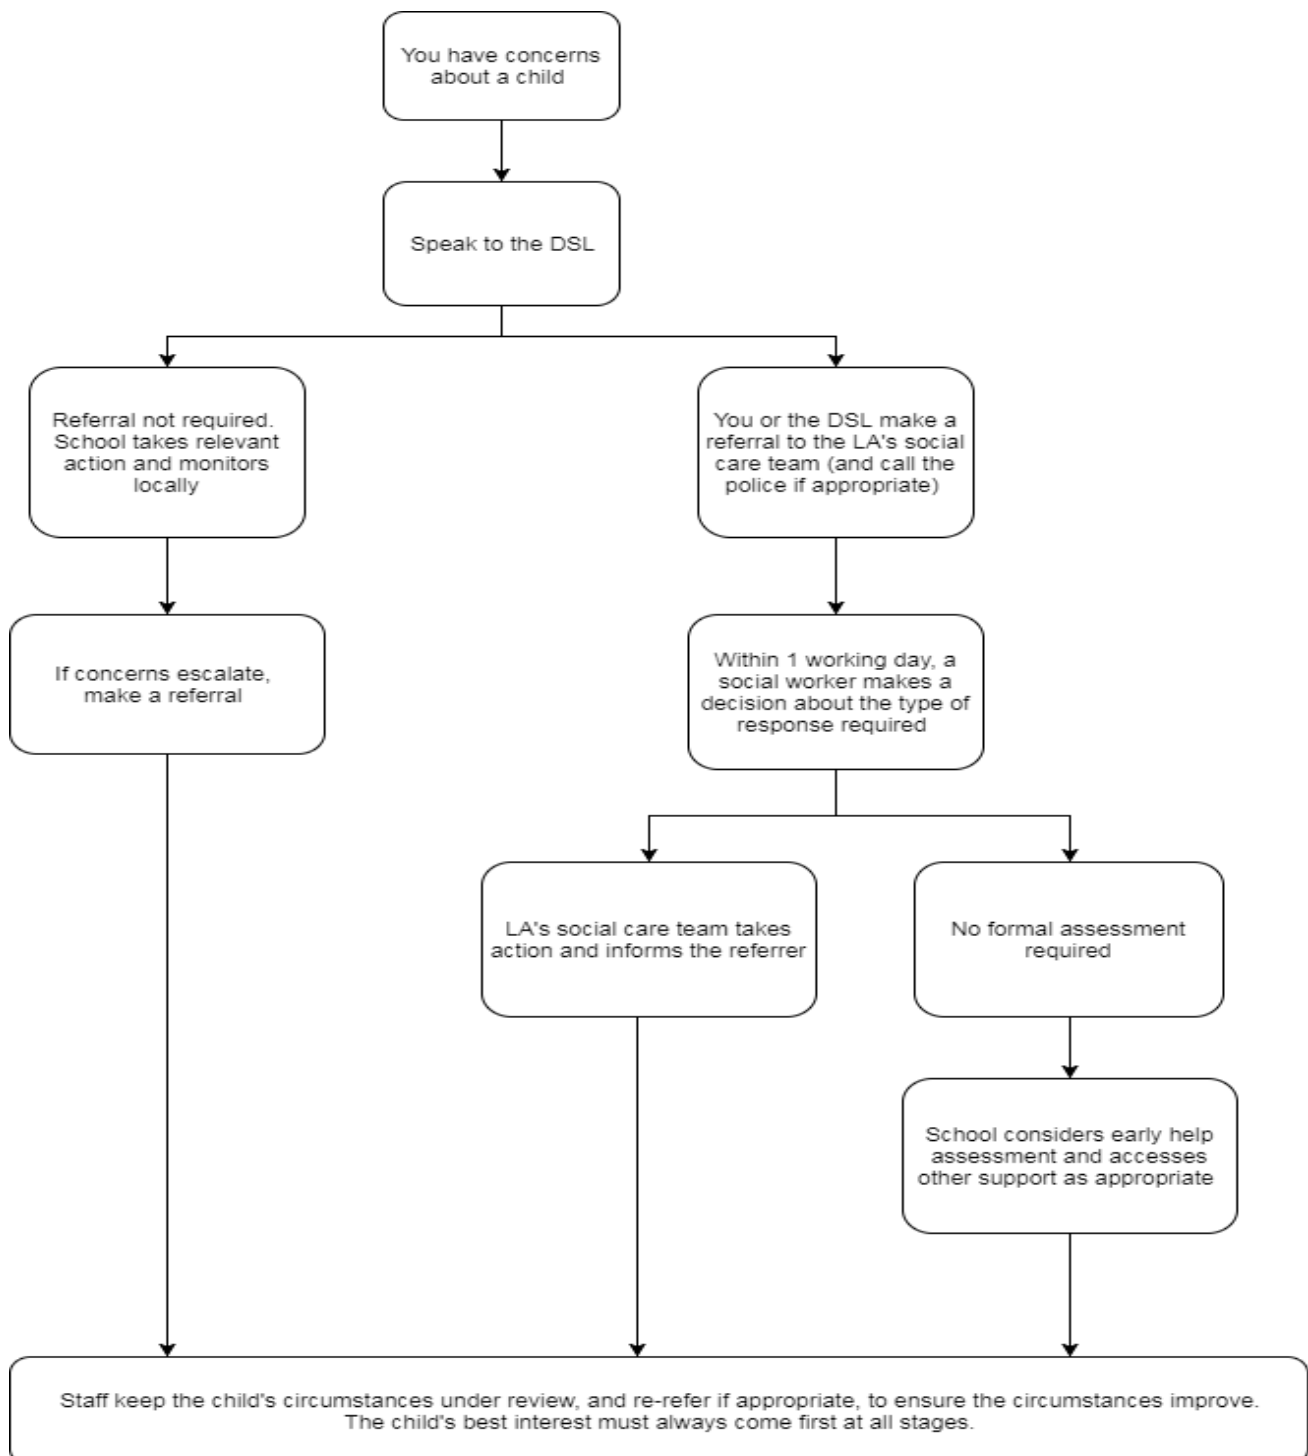 You have concerns
about a child
Speak to the DSL
Referral not required.
School takes relevant
action and monitors
locally
You or the DSL make a
referral to the LA's social
care team (and call the
police if appropriate)
If concerns escalate,
make a referral
Within 1 working day, a
social worker makes a
decision about the type of
response required
LA's social care team takes
action and informs the referrer
No formal assessment
required
School considers early help
assessment and accesses
other support as appropriate
Staff keep the child's circumstances under review, and re-refer if appropriate, to ensure the circumstances improve.
The child's best interest must always come first at all stages.